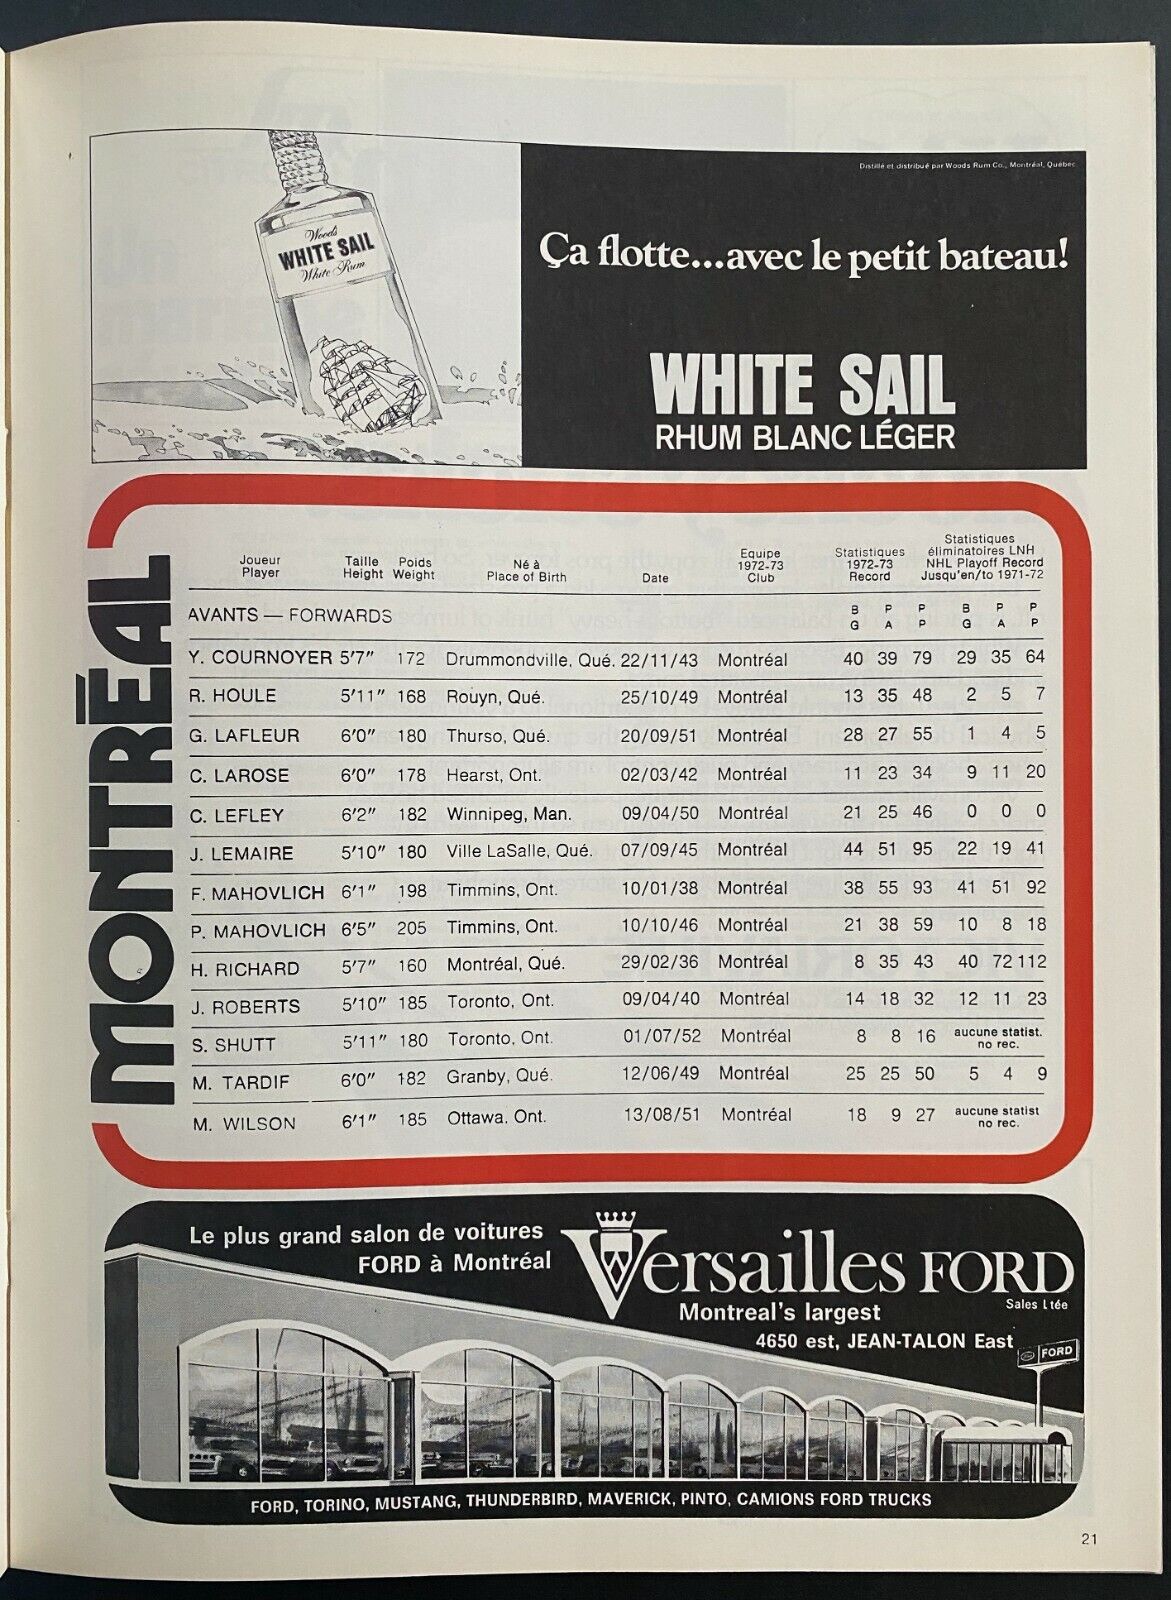 Distillé et distribué par Woods Rum Co., Montréal, Québec.
Woods
WHITE SAIL
White Rum
Ça flotte...avec le petit bateau!
WHITE SAIL
RHUM BLANC LÉGER
MONTRÉAL
Joueur Taille Poids Né à Date Equipe Statistiques Statistiques
Player Height Weight Place of Birth 1972-73 1972-73 éliminatoires LNH
Club Record NHL Playoff Record
Jusqu'en/to 1971-72
AVANTS — FORWARDS B P P B P P
G A P G A P
Y. COURNOYER 5'7" 172 Drummondville, Qué. 22/11/43 Montréal 40 39 79 29 35 64
R. HOULE 5'11" 168 Rouyn, Qué. 25/10/49 Montréal 13 35 48 2 5 7
G. LAFLEUR 6'0" 180 Thurso, Qué. 20/09/51 Montréal 28 27 55 1 4 5
C. LAROSE 6'0" 178 Hearst, Ont. 02/03/42 Montréal 11 23 34 9 11 20
C. LEFLEY 6'2" 182 Winnipeg, Man. 09/04/50 Montréal 21 25 46 0 0 0
J. LEMAIRE 5'10" 180 Ville LaSalle, Qué. 07/09/45 Montréal 44 51 95 22 19 41
F. MAHOVLICH 6'1" 198 Timmins, Ont. 10/01/38 Montréal 38 55 93 41 51 92
P. MAHOVLICH 6'5" 205 Timmins, Ont. 10/10/46 Montréal 21 38 59 10 8 18
H. RICHARD 5'7" 160 Montréal, Qué. 29/02/36 Montréal 8 35 43 40 72 112
J. ROBERTS 5'10" 185 Toronto, Ont. 09/04/40 Montréal 14 18 32 12 11 23
S. SHUTT 5'11" 180 Toronto, Ont. 01/07/52 Montréal 8 8 16 aucune statist.
no rec.
M. TARDIF 6'0" 182 Granby, Qué. 12/06/49 Montréal 25 25 50 5 4 9
M. WILSON 6'1" 185 Ottawa, Ont. 13/08/51 Montréal 18 9 27 aucune statist
no rec.
Le plus grand salon de voitures
FORD à Montréal
Versailles FORD
Sales Ltée
Montreal's largest
4650 est, JEAN-TALON East
Ford FORD
FORD, TORINO, MUSTANG, THUNDERBIRD, MAVERICK, PINTO, CAMIONS FORD TRUCKS
21